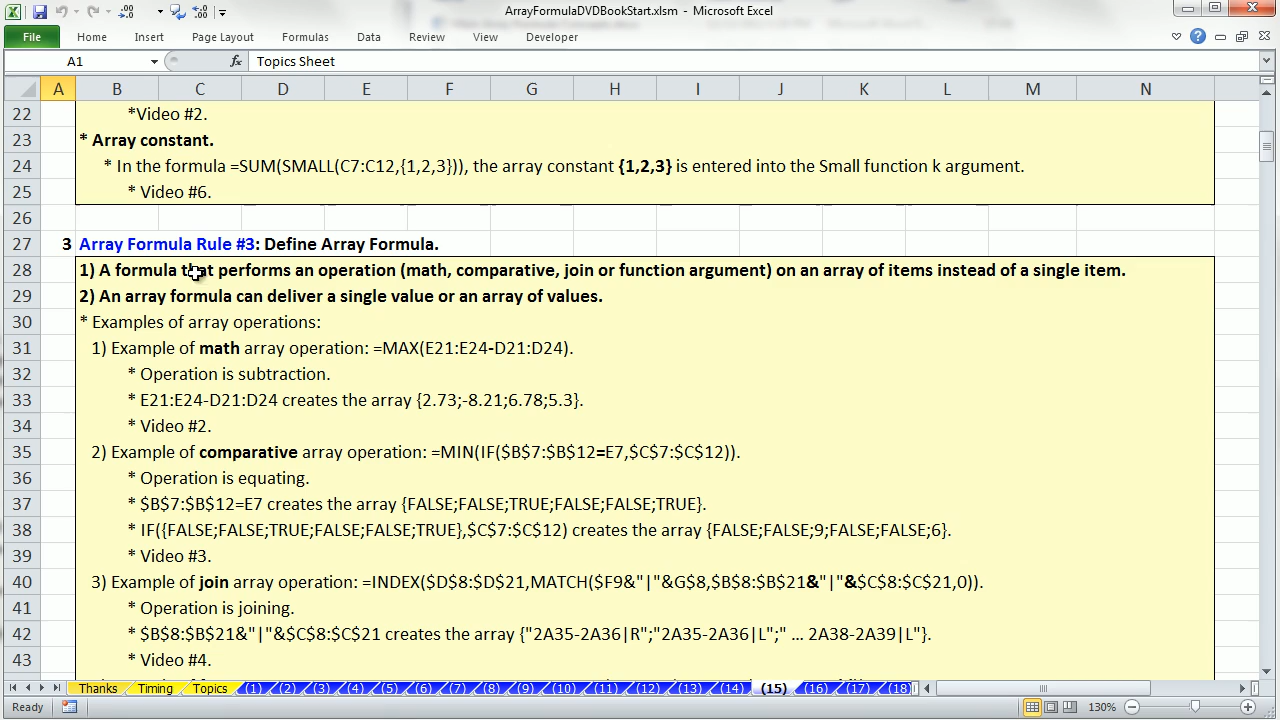 ArrayFormulaDVDBookStart.xlsm - Microsoft Excel
File Home Insert Page Layout Formulas Data Review View Developer
A1 fx Topics Sheet
A B C D E F G H I J K L M N
22 *Video #2.
23 * Array constant.
24 * In the formula =SUM(SMALL(C7:C12,{1,2,3})), the array constant {1,2,3} is entered into the Small function k argument.
25 * Video #6.
26
27 3 Array Formula Rule #3: Define Array Formula.
28 1) A formula that performs an operation (math, comparative, join or function argument) on an array of items instead of a single item.
29 2) An array formula can deliver a single value or an array of values.
30 * Examples of array operations:
31 1) Example of math array operation: =MAX(E21:E24-D21:D24).
32 * Operation is subtraction.
33 * E21:E24-D21:D24 creates the array {2.73;-8.21;6.78;5.3}.
34 * Video #2.
35 2) Example of comparative array operation: =MIN(IF($B$7:$B$12=E7,$C$7:$C$12)).
36 * Operation is equating.
37 * $B$7:$B$12=E7 creates the array {FALSE;FALSE;TRUE;FALSE;FALSE;TRUE}.
38 * IF({FALSE;FALSE;TRUE;FALSE;FALSE;TRUE},$C$7:$C$12) creates the array {FALSE;FALSE;9;FALSE;FALSE;6}.
39 * Video #3.
40 3) Example of join array operation: =INDEX($D$8:$D$21,MATCH($F9&"|"&G$8,$B$8:$B$21&"|"&$C$8:$C$21,0)).
41 * Operation is joining.
42 * $B$8:$B$21&"|"&$C$8:$C$21 creates the array {"2A35-2A36|R";"2A35-2A36|L";" ... 2A38-2A39|L"}.
43 * Video #4.
Thanks Timing Topics (1) (2) (3) (4) (5) (6) (7) (8) (9) (10) (11) (12) (13) (14) (15) (16) (17) (18
Ready 130%